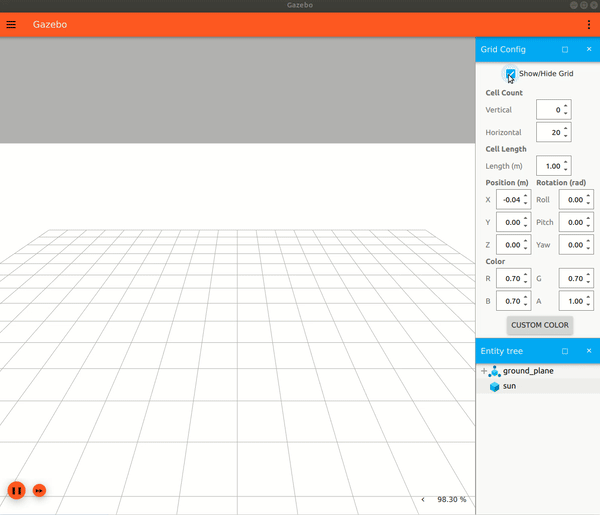 Gazebo
Gazebo
Grid Config
Show/Hide Grid
Cell Count
Vertical 0
Horizontal 20
Cell Length
Length (m) 1.00
Position (m) Rotation (rad)
X -0.04 Roll 0.00
Y 0.00 Pitch 0.00
Z 0.00 Yaw 0.00
Color
R 0.70 G 0.70
B 0.70 A 1.00
CUSTOM COLOR
Entity tree
ground_plane
sun
98.30 %